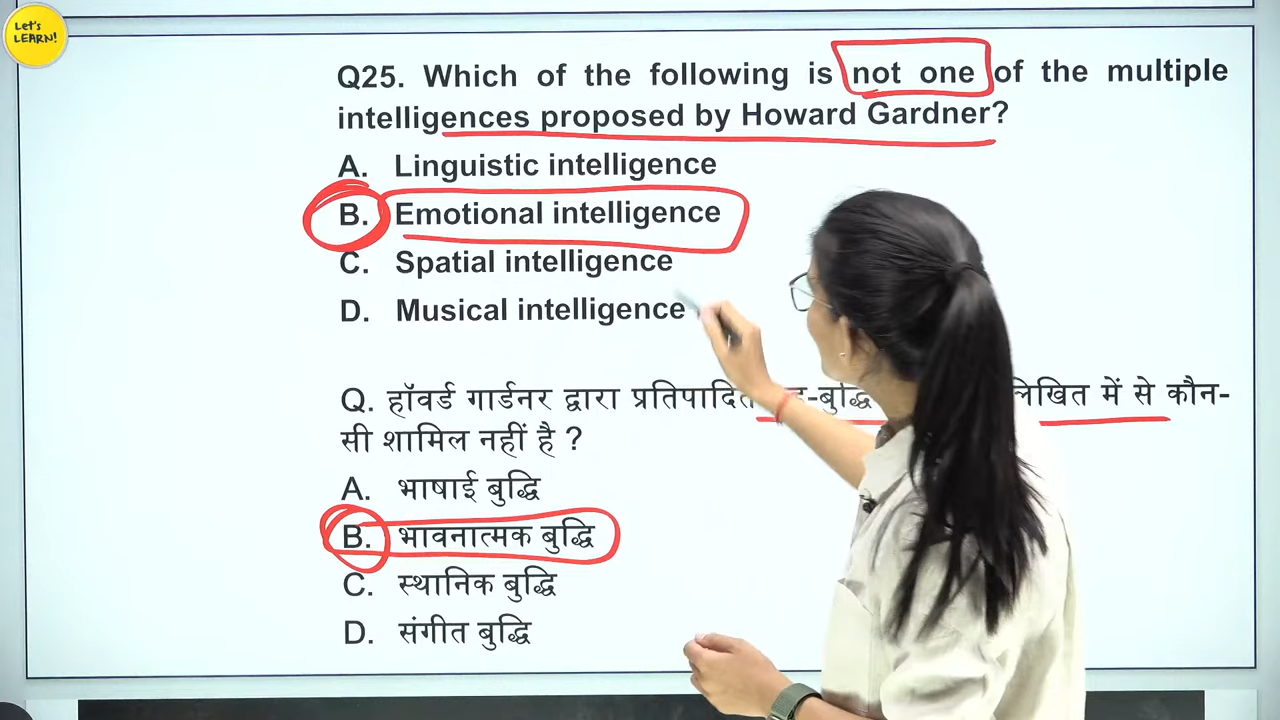 Let's
LEARN!
Q25. Which of the following is not one of the multiple
intelligences proposed by Howard Gardner?
A. Linguistic intelligence
B. Emotional intelligence
C. Spatial intelligence
D. Musical intelligence
Q. हॉवर्ड गार्डनर द्वारा प्रतिपादित में से कौन-
सी शामिल नहीं है ?
A. भाषाई बुद्धि
B. भावनात्मक बुद्धि
C. स्थानिक बुद्धि
D. संगीत बुद्धि